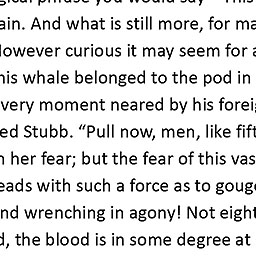 gical phrase you would say "This
ain. And what is still more, for ma
However curious it may seem for a
his whale belonged to the pod in
very moment neared by his forei
ed Stubb. “Pull now, men, like fift
her fear; but the fear of this vas
eads with such a force as to goug
nd wrenching in agony! Not eight
, the blood is in some degree at